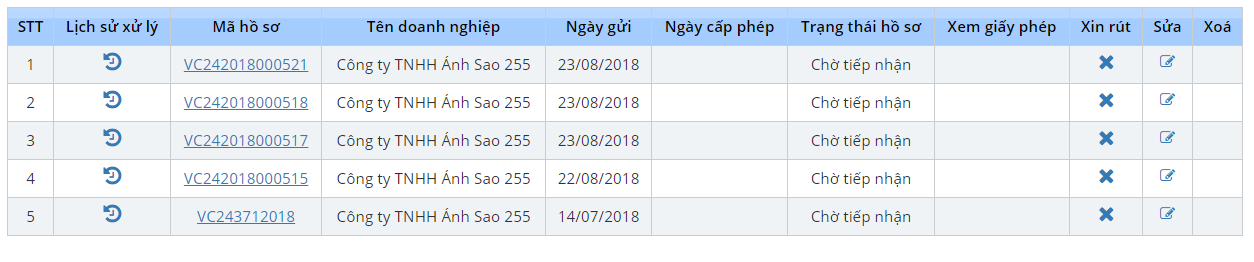 STT Lịch sử xử lý Mã hồ sơ Tên doanh nghiệp Ngày gửi Ngày cấp phép Trạng thái hồ sơ Xem giấy phép Xin rút Sửa Xoá
1 VC242018000521 Công ty TNHH Ánh Sao 255 23/08/2018 Chờ tiếp nhận
2 VC242018000518 Công ty TNHH Ánh Sao 255 23/08/2018 Chờ tiếp nhận
3 VC242018000517 Công ty TNHH Ánh Sao 255 23/08/2018 Chờ tiếp nhận
4 VC242018000515 Công ty TNHH Ánh Sao 255 22/08/2018 Chờ tiếp nhận
5 VC243712018 Công ty TNHH Ánh Sao 255 14/07/2018 Chờ tiếp nhận